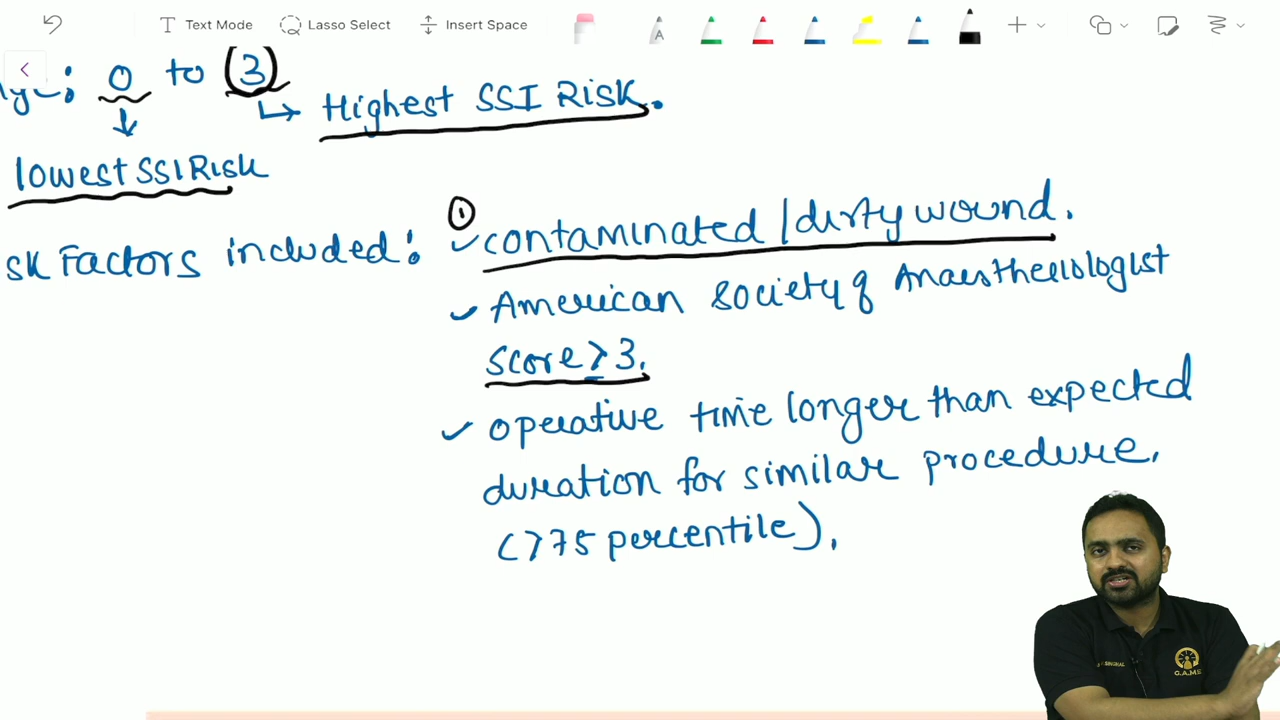 Text Mode Lasso Select Insert Space
0 to 3
Highest SSI Risk.
lowest SSI Risk
sk Factors included: ① contaminated / dirty wound.
American society of Anaesthesiologist
score ≥ 3.
operative time longer than expected
duration for similar procedure.
(>75 percentile).
SINGHAL
G.A.M.S